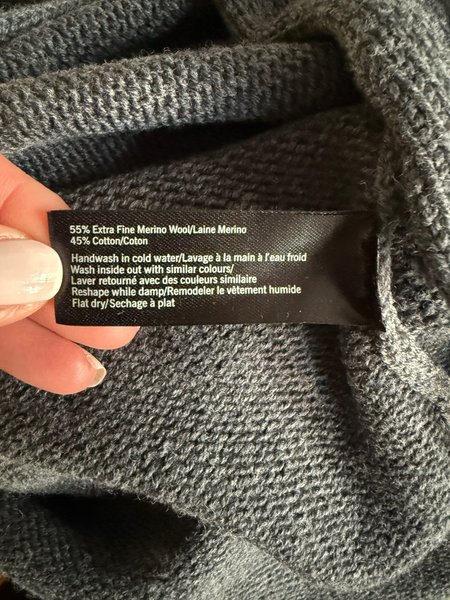 55% Extra Fine Merino Wool/Laine Merino
45% Cotton/Coton
Handwash in cold water/Lavage à la main à l'eau froid
Wash inside out with similar colours/
Laver retourné avec des couleurs similaire
Reshape while damp/Remodeler le vêtement humide
Flat dry/Sechage à plat